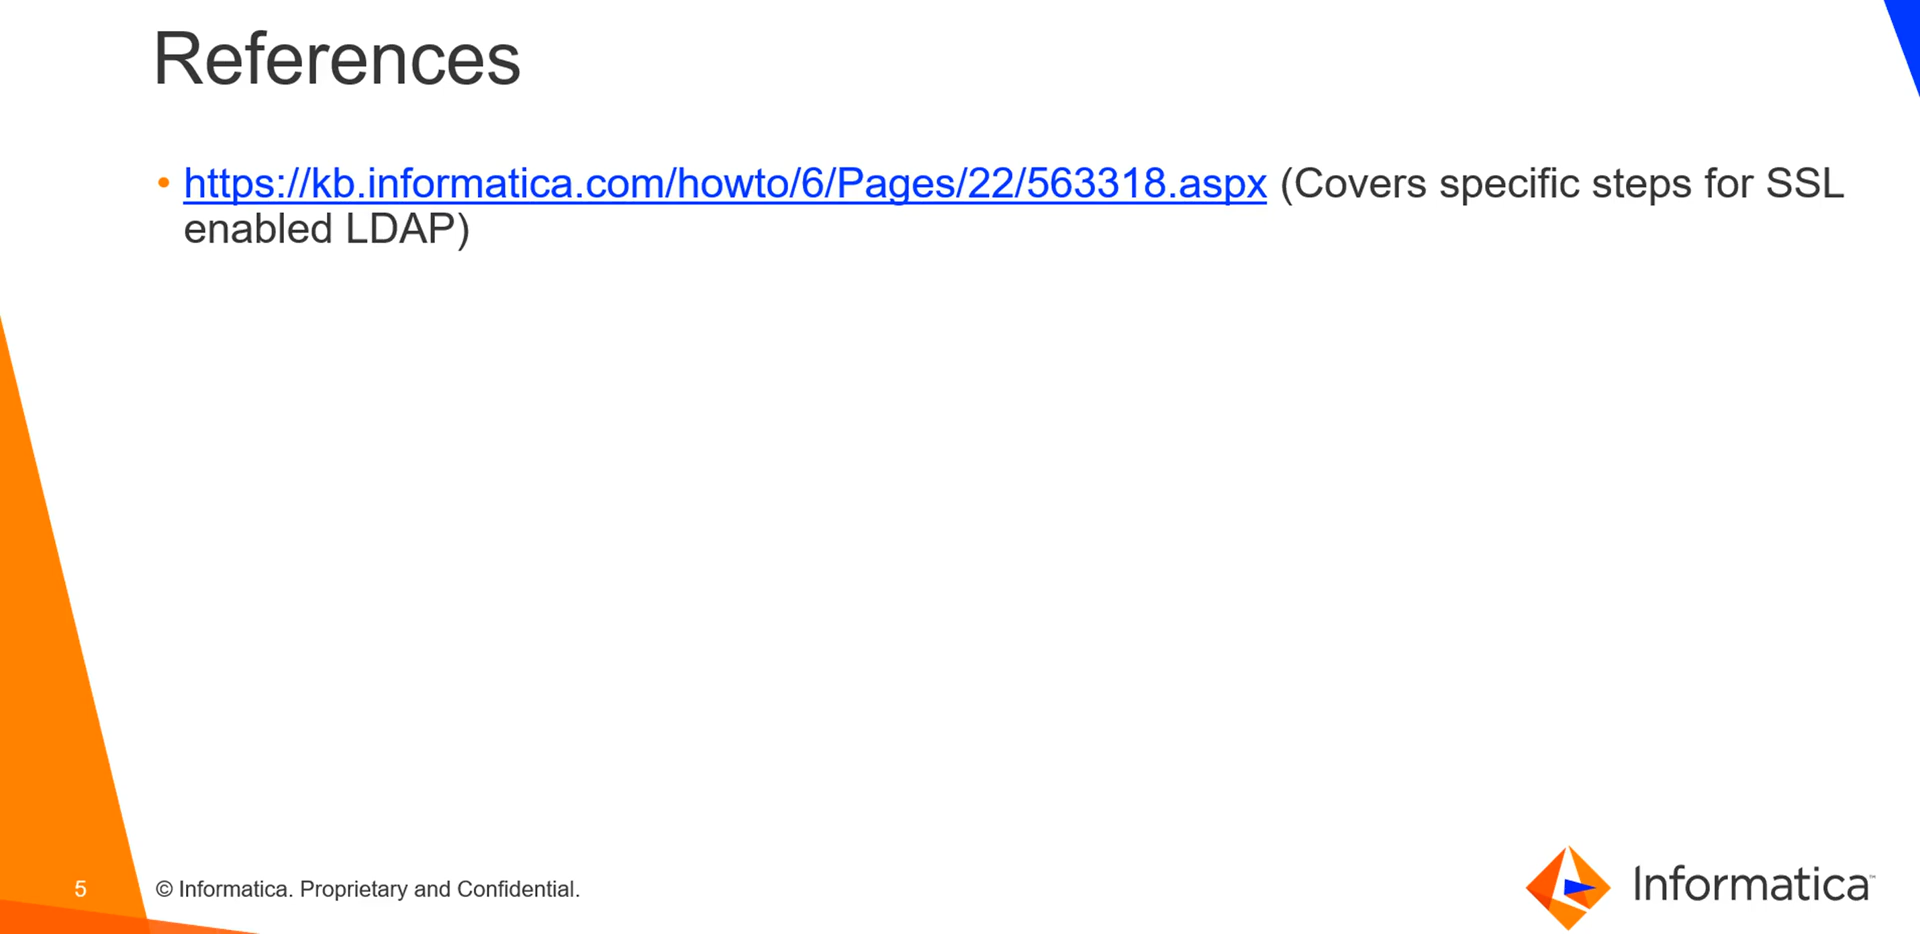 References
• https://kb.informatica.com/howto/6/Pages/22/563318.aspx (Covers specific steps for SSL
enabled LDAP)
5
© Informatica. Proprietary and Confidential.
Informatica™